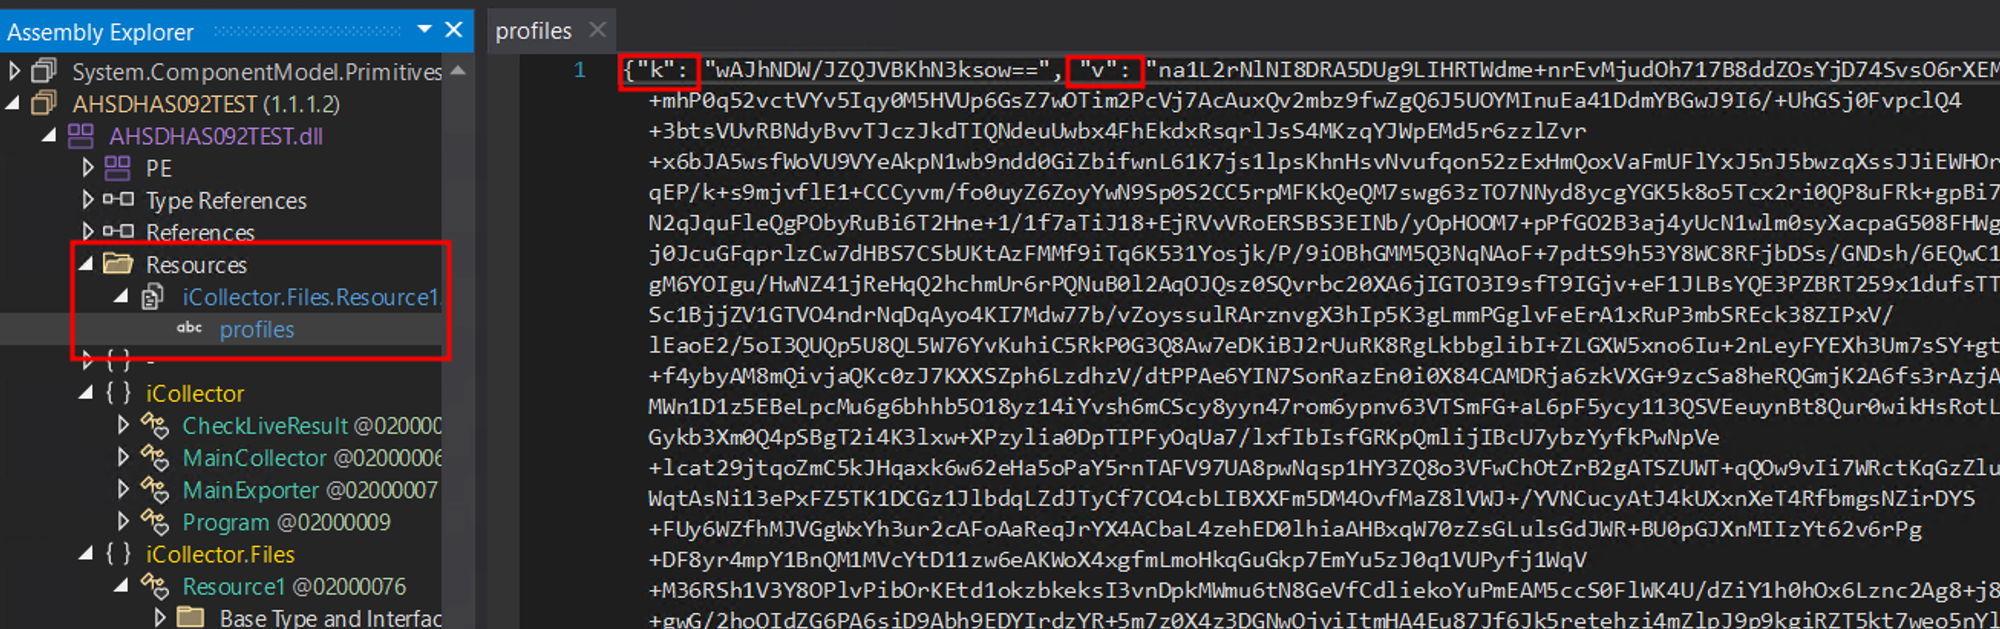 Assembly Explorer
System.ComponentModel.Primitives
AHSDHAS092TEST (1.1.1.2)
AHSDHAS092TEST.dll
PE
Type References
References
Resources
iCollector.Files.Resource1.
abc profiles
{ } -
{ } iCollector
CheckLiveResult @020000
MainCollector @02000006
MainExporter @02000007
Program @02000009
{ } iCollector.Files
Resource1 @02000076
Base Type and Interfac
profiles
1 {"k": "wAJhNDW/JZQJVBKhN3ksow==", "v": "na1L2rNlNI8DRA5DUg9LIHRTWdme+nrEvMjudOh717B8ddZOsYjD74SvsO6rXEM
+mhP0q52vctVYv5Iqy0M5HVUp6GsZ7wOTim2PcVj7AcAuxQv2mbz9fwZgQ6J5UOYMInuEa41DdmYBGwJ9I6/+UhGSj0FvpclQ4
+3btsVUvRBNdyBvvTJczJkdTIQNdeuUwbx4FhEkdxRsqrlJsS4MKzqYJWpEMd5r6zzlZvr
+x6bJA5wsfWoVU9VYeAkpN1wb9ndd0GiZbifwnL61K7js1lpsKhnHsvNvufqon52zExHmQoxVaFmUFlYxJ5nJ5bwzqXssJJiEWHOr
qEP/k+s9mjvflE1+CCCyvm/fo0uyZ6ZoyYwN9Sp0S2CC5rpMFKkQeQM7swg63zTO7NNyd8ycgYGK5k8o5Tcx2ri0QP8uFRk+gpBi7
N2qJquFleQgPObyRuBi6T2Hne+1/1f7aTiJ18+EjRVvVRoERSBS3EINb/yOpHOOM7+pPfGO2B3aj4yUcN1wlm0syXacpaG508FHWg
j0JcuGFqprlzCw7dHBS7CSbUKtAzFMMf9iTq6K531Yosjk/P/9iOBhGMM5Q3NqNAoF+7pdtS9h53Y8WC8RFjbDSs/GNDsh/6EQwC1
gM6YOIgu/HwNZ41jReHqQ2hchmUr6rPQNuB0l2AqOJQsz0SQvrbc20XA6jIGTO3I9sfT9IGjv+eF1JLBsYQE3PZBRT259x1dufsTT
Sc1BjjZV1GTVO4ndrNqDqAyo4KI7Mdw77b/vZoyssulRArznvgX3hIp5K3gLmmPGglvFeErA1xRuP3mbSREck38ZIPxV/
lEaoE2/5oI3QUQp5U8QL5W76YvKuhiC5RkP0G3Q8Aw7eDKiBJ2rUuRK8RgLkbbglibI+ZLGXW5xno6Iu+2nLeyFYEXh3Um7sSY+gt
+f4ybyAM8mQivjaQKc0zJ7KXXSZph6LzdhzV/dtPPAe6YIN7SonRazEn0i0X84CAMDRja6zkVXG+9zcSa8heRQGmjK2A6fs3rAzjA
MWn1D1z5EBeLpcMu6g6bhhb5O18yz14iYvsh6mCScy8yyn47rom6ypnv63VTSmFG+aL6pF5ycy113QSVEeuynBt8Qur0wikHsRotL
Gykb3Xm0Q4pSBgT2i4K3lxw+XPzylia0DpTIPFyOqUa7/lxfIbIsfGRKpQmlijIBcU7ybzYyfkPwNpVe
+lcat29jtqoZmC5kJHqaxk6w62eHa5oPaY5rnTAFV97UA8pwNqsp1HY3ZQ8o3VFwChOtZrB2gATSZUWT+qQOw9vIi7WRctKqGzZlu
WqtAsNi13ePxFZ5TK1DCGz1JlbdqLZdJTyCf7CO4cbLIBXXFm5DM4OvfMaZ8lVWJ+/YVNCucyAtJ4kUXxnXeT4RfbmgsNZirDYS
+FUy6WZfhMJVGgWxYh3ur2cAFoAaReqJrYX4ACbaL4zehED0lhiaAHBxqW70zZsGLulsGdJWR+BU0pGJXnMIIzYt62v6rPg
+DF8yr4mpY1BnQM1MVcYtD11zw6eAKWoX4xgfmLmoHkqGuGkp7EmYu5zJ0q1VUPyfj1WqV
+M36RSh1V3Y8OPlvPibOrKEtd1okzbkeksI3vnDpkMWmu6tN8GeVfCdliekoYuPmEAM5ccS0FlWK4U/dZiY1h0hOx6Lznc2Ag8+j8
+gwG/2hoOIdZG6PA6siD9Abh9EDYIrdzYR+5m7z0X4z3DGNwOjviItmHA4Eu87Jf6Jk5retehzi4mZlpJ9p9kgiRZT5kt7weo5nYl